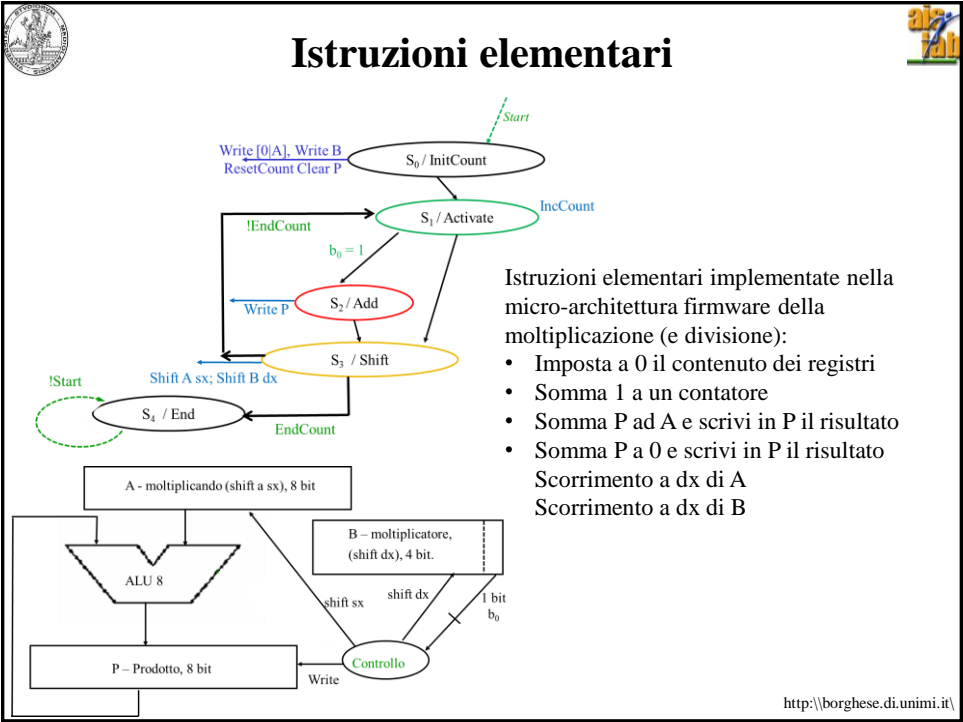 Istruzioni elementari
Start
Write [0|A], Write B
ResetCount Clear P
S0 / InitCount
S1 / Activate
IncCount
!EndCount
b0 = 1
S2 / Add
Write P
S3 / Shift
Shift A sx; Shift B dx
!Start
S4 / End
EndCount
Istruzioni elementari implementate nella
micro-architettura firmware della
moltiplicazione (e divisione):
• Imposta a 0 il contenuto dei registri
• Somma 1 a un contatore
• Somma P ad A e scrivi in P il risultato
• Somma P a 0 e scrivi in P il risultato
Scorrimento a dx di A
Scorrimento a dx di B
A - moltiplicando (shift a sx), 8 bit
B – moltiplicatore,
(shift dx), 4 bit.
ALU 8
shift sx
shift dx
1 bit
b0
Controllo
P – Prodotto, 8 bit
Write
http:\\borghese.di.unimi.it\
ais
lab